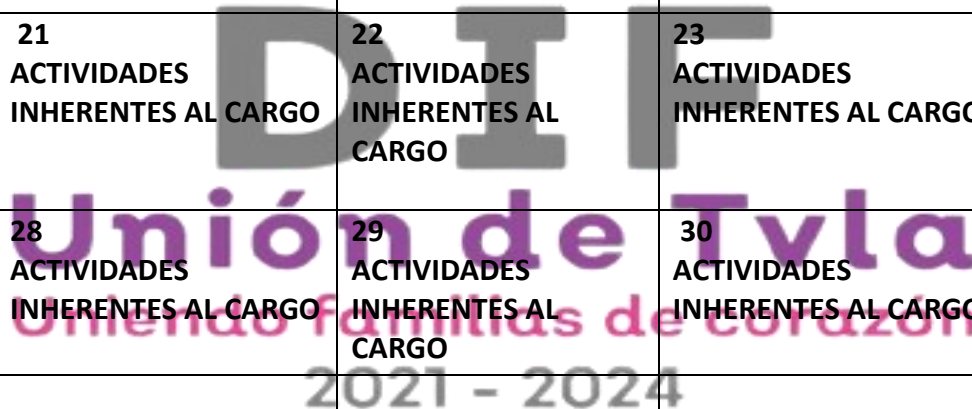 DIF
21
ACTIVIDADES
INHERENTES AL CARGO
22
ACTIVIDADES
INHERENTES AL
CARGO
23
ACTIVIDADES
INHERENTES AL CARGO
Unión de Tvla
28
ACTIVIDADES
INHERENTES AL CARGO
29
ACTIVIDADES
INHERENTES AL
CARGO
30
ACTIVIDADES
INHERENTES AL CARGO
Uniendo familias de corazón
2021 - 2024